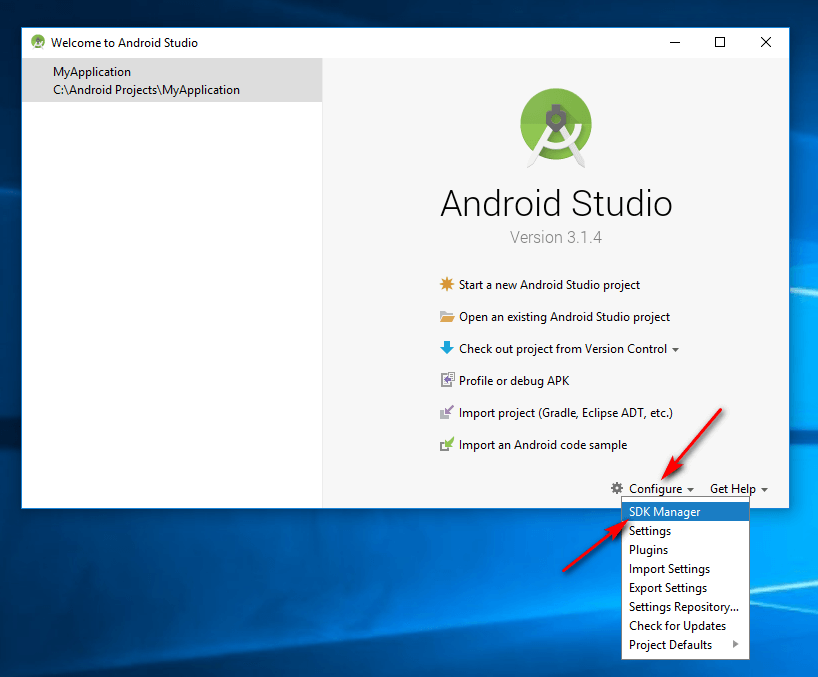 Welcome to Android Studio
MyApplication
C:\Android Projects\MyApplication
Android Studio
Version 3.1.4
Start a new Android Studio project
Open an existing Android Studio project
Check out project from Version Control
Profile or debug APK
Import project (Gradle, Eclipse ADT, etc.)
Import an Android code sample
Configure Get Help
SDK Manager
Settings
Plugins
Import Settings
Export Settings
Settings Repository...
Check for Updates
Project Defaults